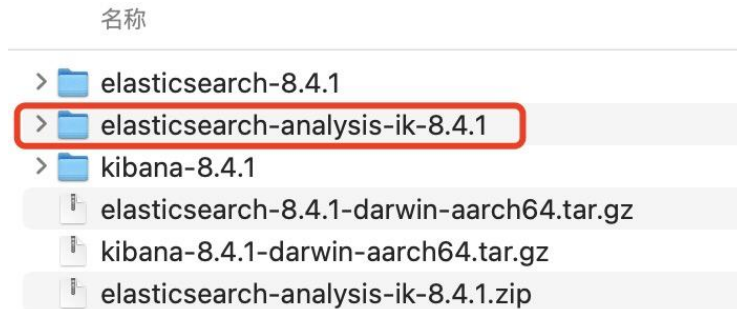 名称
elasticsearch-8.4.1
elasticsearch-analysis-ik-8.4.1
kibana-8.4.1
elasticsearch-8.4.1-darwin-aarch64.tar.gz
kibana-8.4.1-darwin-aarch64.tar.gz
elasticsearch-analysis-ik-8.4.1.zip